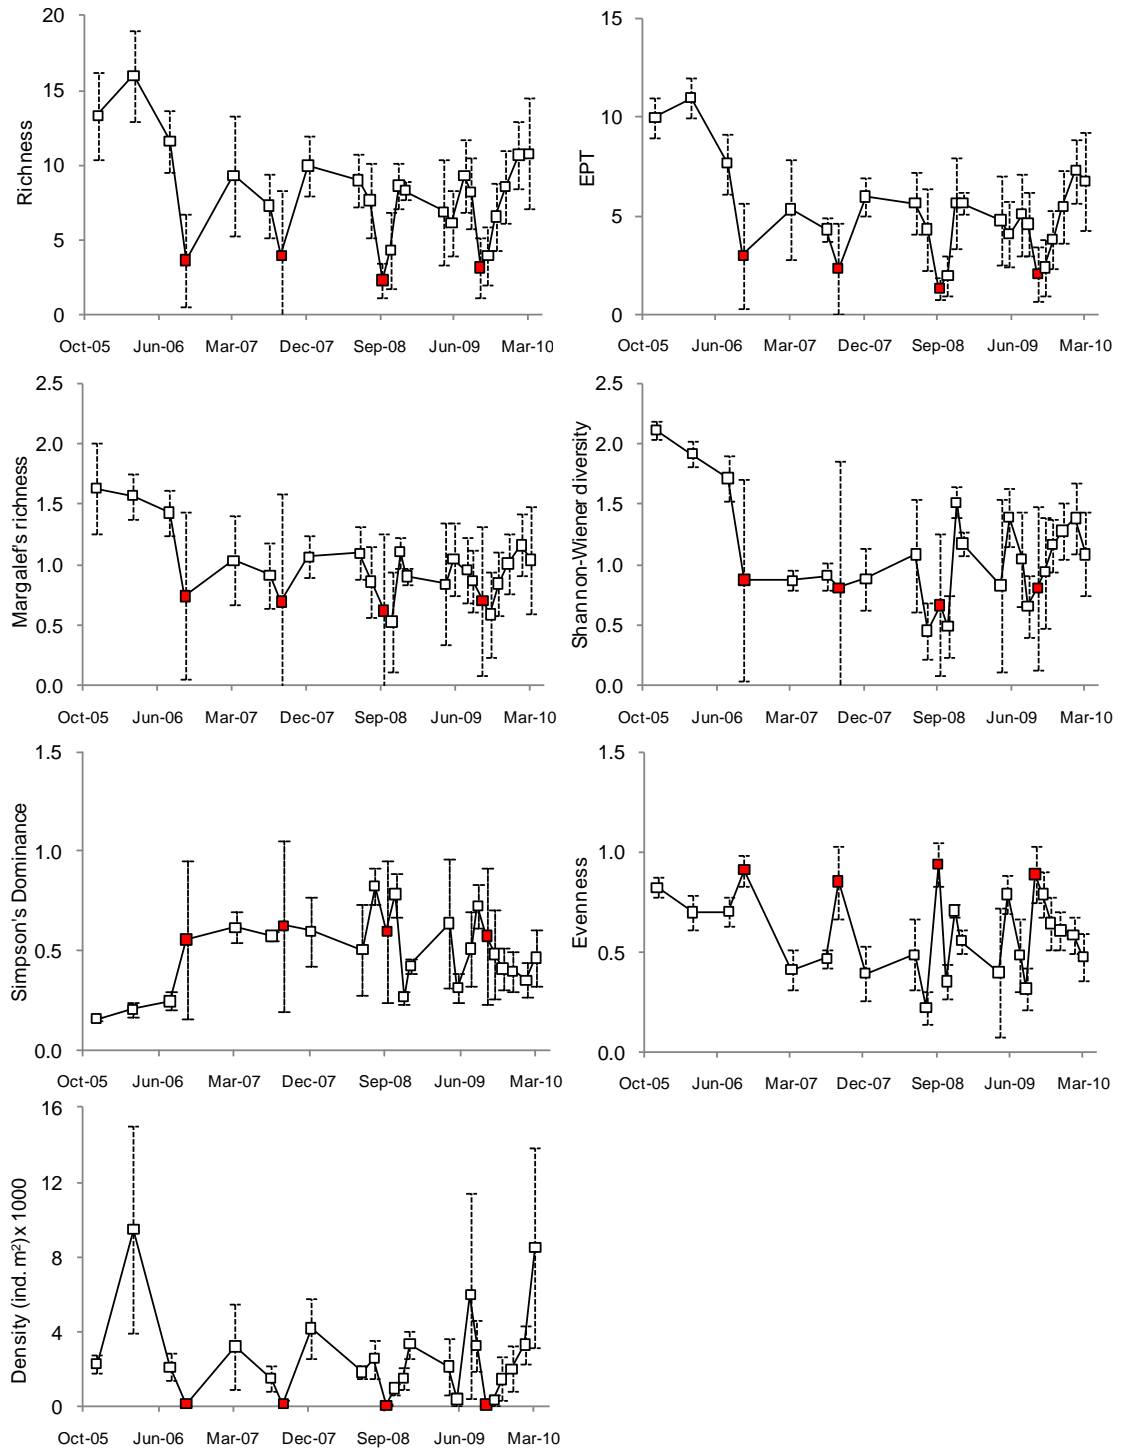 Richness
20
15
10
5
0
Oct-05 Jun-06 Mar-07 Dec-07 Sep-08 Jun-09 Mar-10
EPT
15
10
5
0
Oct-05 Jun-06 Mar-07 Dec-07 Sep-08 Jun-09 Mar-10
Margalef's richness
2.5
2.0
1.5
1.0
0.5
0.0
Oct-05 Jun-06 Mar-07 Dec-07 Sep-08 Jun-09 Mar-10
Shannon-Wiener diversity
2.5
2.0
1.5
1.0
0.5
0.0
Oct-05 Jun-06 Mar-07 Dec-07 Sep-08 Jun-09 Mar-10
Simpson's Dominance
1.5
1.0
0.5
0.0
Oct-05 Jun-06 Mar-07 Dec-07 Sep-08 Jun-09 Mar-10
Evenness
1.5
1.0
0.5
0.0
Oct-05 Jun-06 Mar-07 Dec-07 Sep-08 Jun-09 Mar-10
Density (ind. m²) x 1000
16
12
8
4
0
Oct-05 Jun-06 Mar-07 Dec-07 Sep-08 Jun-09 Mar-10